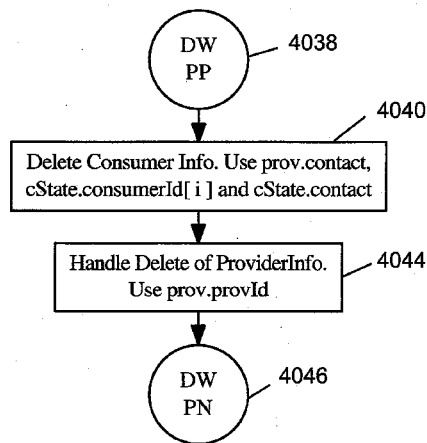 DW
PP
4038
4040
Delete Consumer Info. Use prov.contact,
cState.consumerId[ i ] and cState.contact
Handle Delete of ProviderInfo.
Use prov.provId
4044
DW
PN
4046